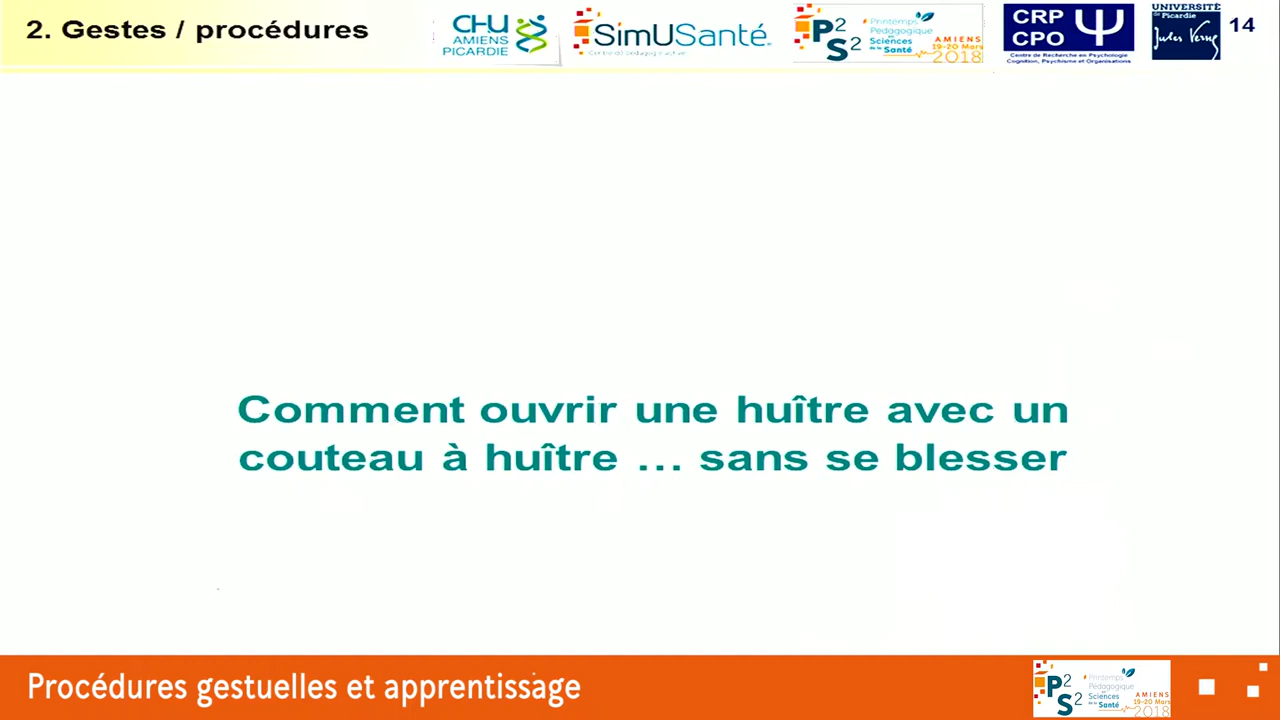 2. Gestes / procédures
CHU
AMIENS
PICARDIE
SimUSanté
P2
S2
Printemps
Pédagogique
en Sciences
de la Santé
AMIENS
19-20 Mars
2018
CRP
CPO
Centre de Recherche en Psychologie
Cognition, Psychisme et Organisations
UNIVERSITÉ
de Picardie
Jules Verne
14
Comment ouvrir une huître avec un
couteau à huître … sans se blesser
Procédures gestuelles et apprentissage
P2
S2
Printemps
Pédagogique
en Sciences
de la Santé
AMIENS
19-20 Mars
2018